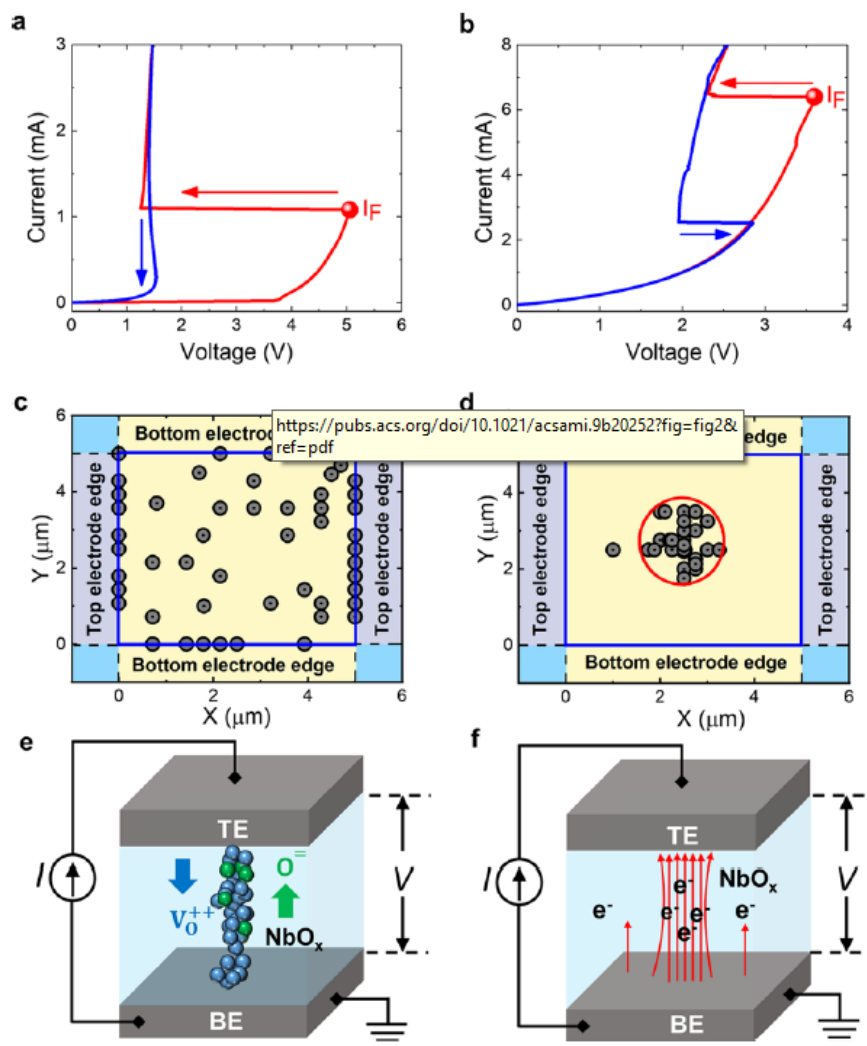 a
3
2
1
0
Current (mA)
I_F
0 1 2 3 4 5 6
Voltage (V)
b
8
6
4
2
0
Current (mA)
I_F
0 1 2 3 4
Voltage (V)
c
6
4
2
0
Y (μm)
Bottom electrode
Top electrode edge
Top electrode edge
Bottom electrode edge
0 2 4 6
X (μm)
https://pubs.acs.org/doi/10.1021/acsami.9b20252?fig=fig2&
ref=pdf
d
edge
4
2
0
Y (μm)
Top electrode edge
Top electrode edge
Bottom electrode edge
0 2 4 6
X (μm)
e
TE
I
V_O^++
O^=
NbO_x
V
BE
f
TE
I
e^-
e^-
e^-
e^-
e^-
e^-
NbO_x
V
BE